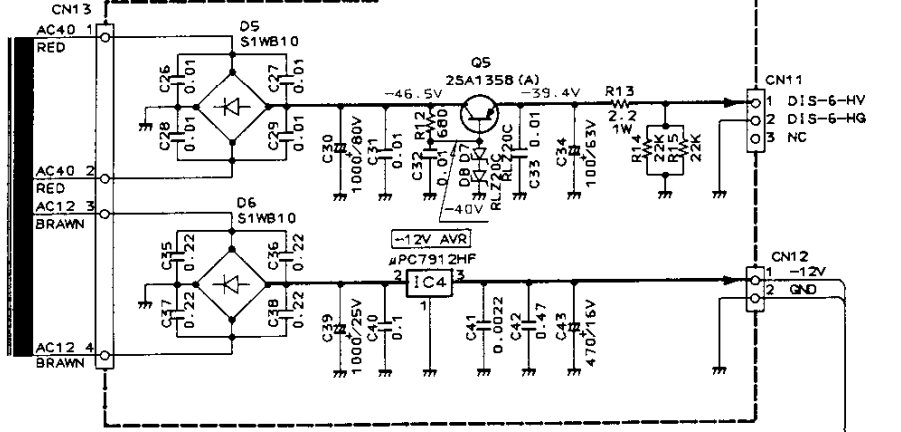 CN13
AC40 1
RED
D5
S1WB10
C26
0.01
C27
0.01
C28
0.01
C29
0.01
AC40 2
RED
AC12 3
BRAWN
-46.5V
Q5
2SA1358(A)
-39.4V
R12
680
C30
1000/80V
C31
0.01
C32
0.01
D8 D7
RLZ20C
RLZ20C
-40V
C33
0.01
C34
1000/63V
R13
2.2
1W
R14
22K
R15
22K
CN11
1 DIS-6-HV
2 DIS-6-HG
3 NC
D6
S1WB10
C35
0.22
C36
0.22
C37
0.22
C38
0.22
AC12 4
BRAWN
-12V AVR
μPC7912HF
2 IC4 3
1
C39
1000/25V
C40
0.1
C41
0.0022
C42
0.47
C43
470/16V
CN12
1 -12V
2 GND